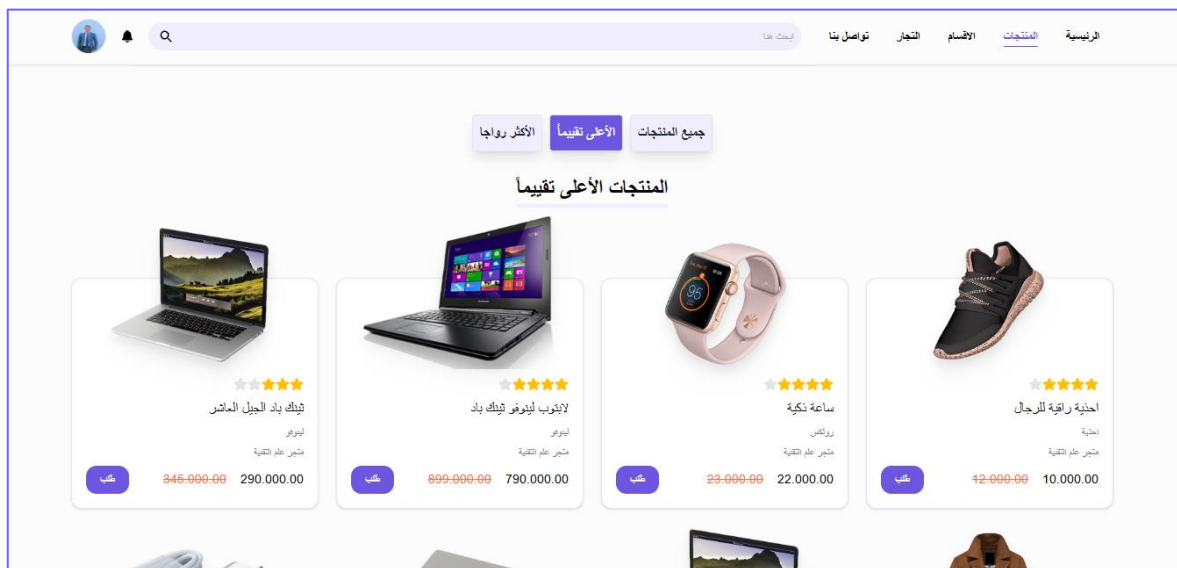 الرئيسية
المنتجات
الاقسام
التجار
تواصل بنا
ابحث هنا
جميع المنتجات
الأعلى تقييماً
الأكثر رواجا
المنتجات الأعلى تقييماً
احذية راقية للرجال
احذية
متجر علم التقنية
10.000.00 12.000.00
طلب
ساعة ذكية
رولكس
متجر علم التقنية
22.000.00 23.000.00
طلب
لابتوب لينوفو ثينك باد
لينوفو
متجر علم التقنية
790.000.00 899.000.00
طلب
ثينك باد الجيل العاشر
لينوفو
متجر علم التقنية
290.000.00 345.000.00
طلب